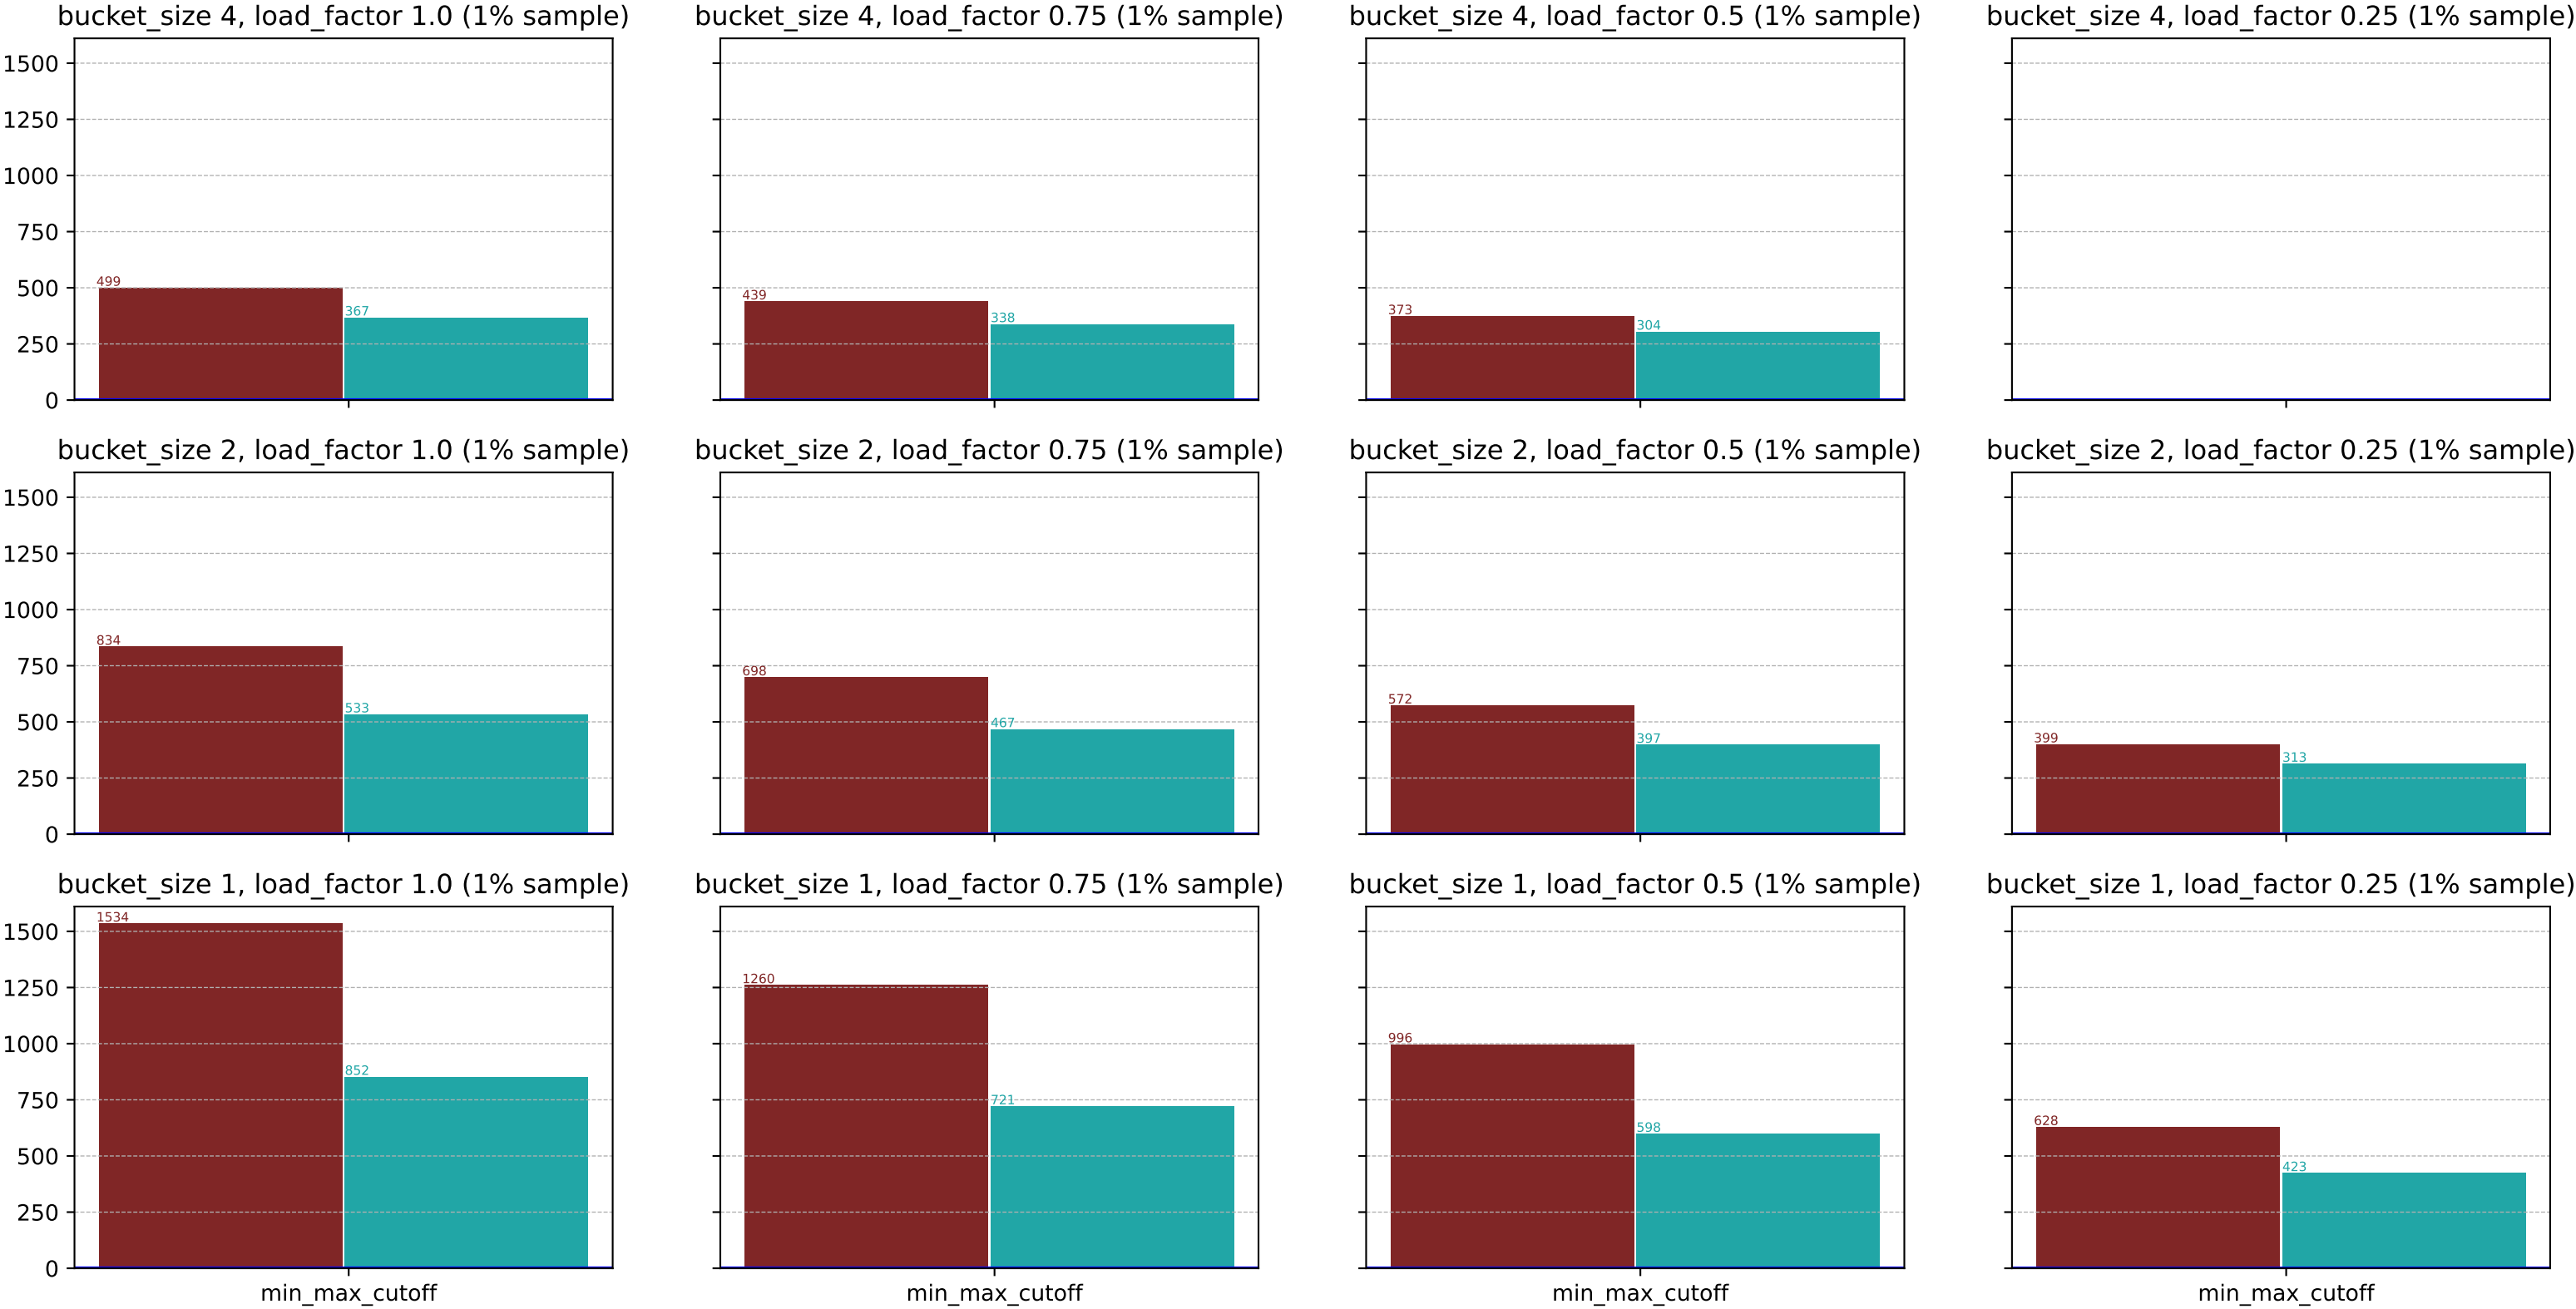 bucket_size 4, load_factor 1.0 (1% sample)
bucket_size 4, load_factor 0.75 (1% sample)
bucket_size 4, load_factor 0.5 (1% sample)
bucket_size 4, load_factor 0.25 (1% sample)
1500
1250
1000
750
500
250
0
499
367
439
338
373
304
bucket_size 2, load_factor 1.0 (1% sample)
bucket_size 2, load_factor 0.75 (1% sample)
bucket_size 2, load_factor 0.5 (1% sample)
bucket_size 2, load_factor 0.25 (1% sample)
1500
1250
1000
750
500
250
0
834
533
698
467
572
397
399
313
bucket_size 1, load_factor 1.0 (1% sample)
bucket_size 1, load_factor 0.75 (1% sample)
bucket_size 1, load_factor 0.5 (1% sample)
bucket_size 1, load_factor 0.25 (1% sample)
1500
1250
1000
750
500
250
0
1534
852
1260
721
996
598
628
423
min_max_cutoff
min_max_cutoff
min_max_cutoff
min_max_cutoff